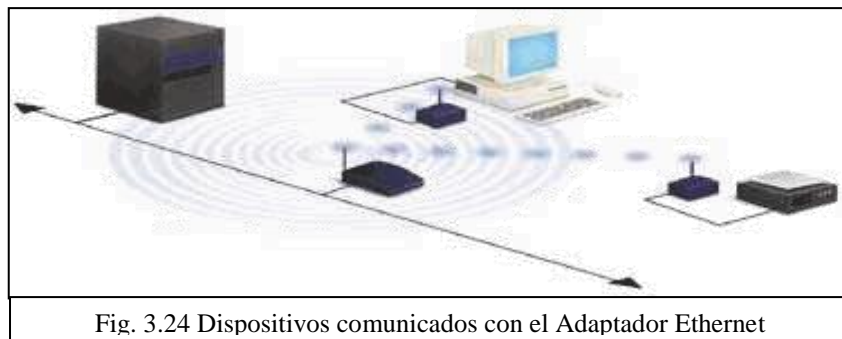 Fig. 3.24 Dispositivos comunicados con el Adaptador Ethernet